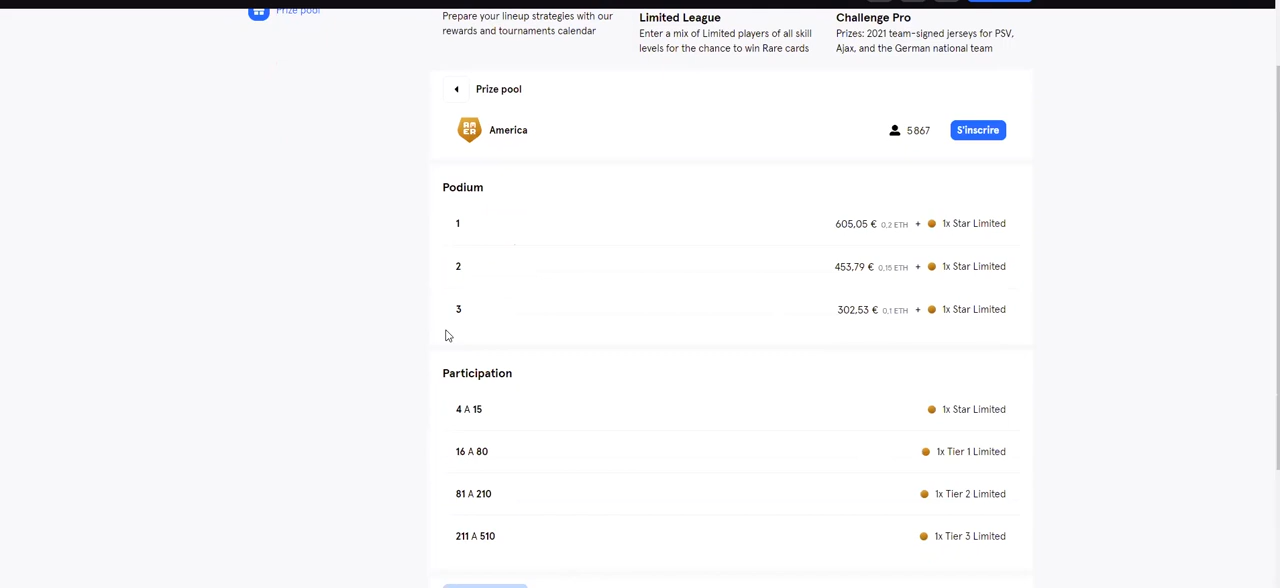 Prize pool
Prepare your lineup strategies with our
rewards and tournaments calendar
Limited League
Enter a mix of Limited players of all skill
levels for the chance to win Rare cards
Challenge Pro
Prizes: 2021 team-signed jerseys for PSV,
Ajax, and the German national team
Prize pool
AM
ER
America
5 867
S'inscrire
Podium
1
605,05 € 0,2 ETH + 1x Star Limited
2
453,79 € 0,15 ETH + 1x Star Limited
3
302,53 € 0,1 ETH + 1x Star Limited
Participation
4 A 15
1x Star Limited
16 A 80
1x Tier 1 Limited
81 A 210
1x Tier 2 Limited
211 A 510
1x Tier 3 Limited